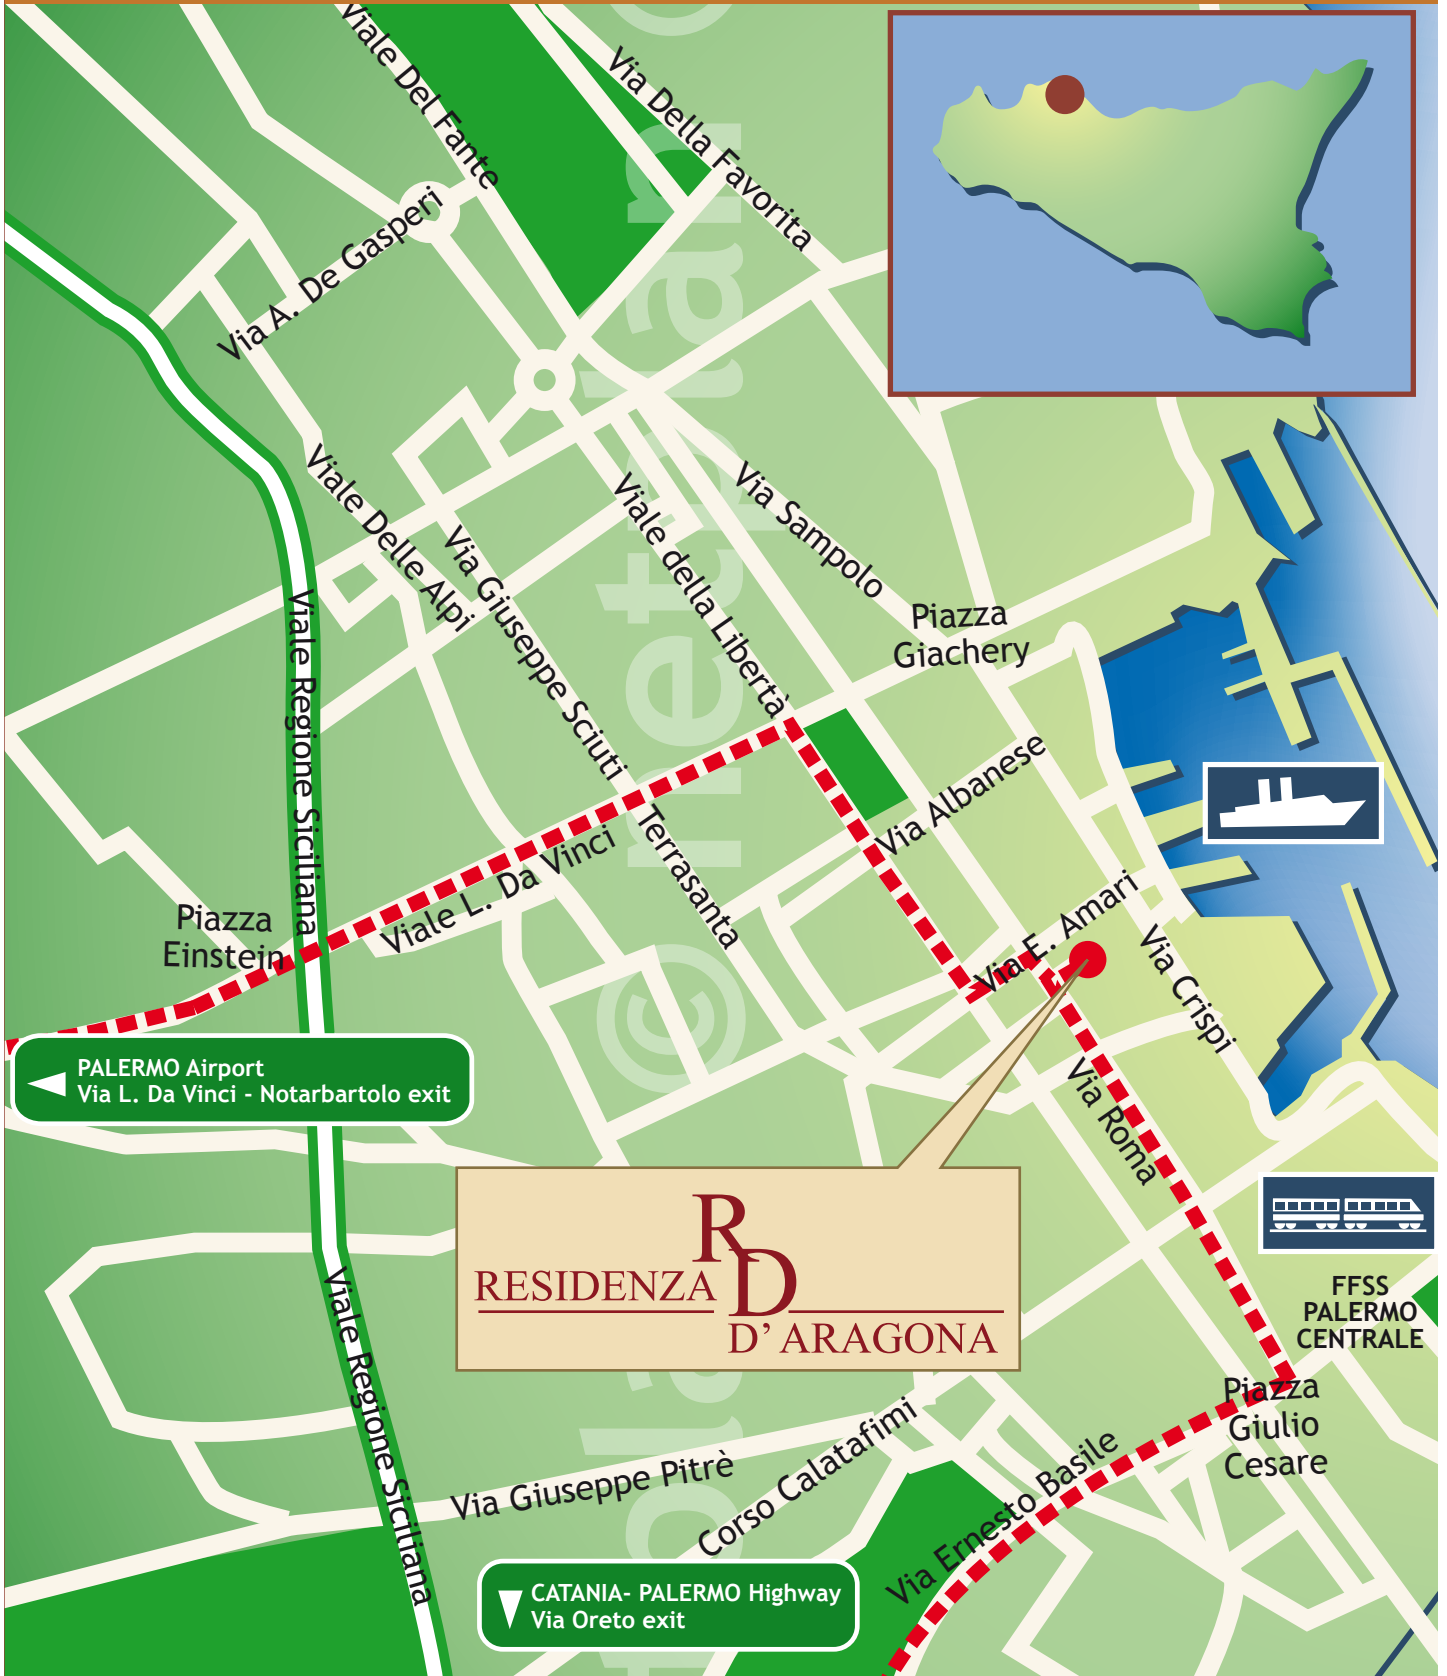 Viale Del Fante
Via Della Favorita
Via A. De Gasperi
Viale Delle Alpi
Via Giuseppe Sciuti
Viale della Libertà
Via Sampolo
Piazza
Giachery
Viale Regione Siciliana
Via Albanese
Terrasanta
Viale L. Da Vinci
Piazza
Einstein
Via E. Amari
Via Crispi
PALERMO Airport
Via L. Da Vinci - Notarbartolo exit
Via Roma
RD
RESIDENZA
D'ARAGONA
FFSS
PALERMO
CENTRALE
Viale Regione Siciliana
Piazza
Giulio
Cesare
Via Giuseppe Pitrè
Corso Calatafimi
Via Ernesto Basile
CATANIA- PALERMO Highway
Via Oreto exit
© netplan